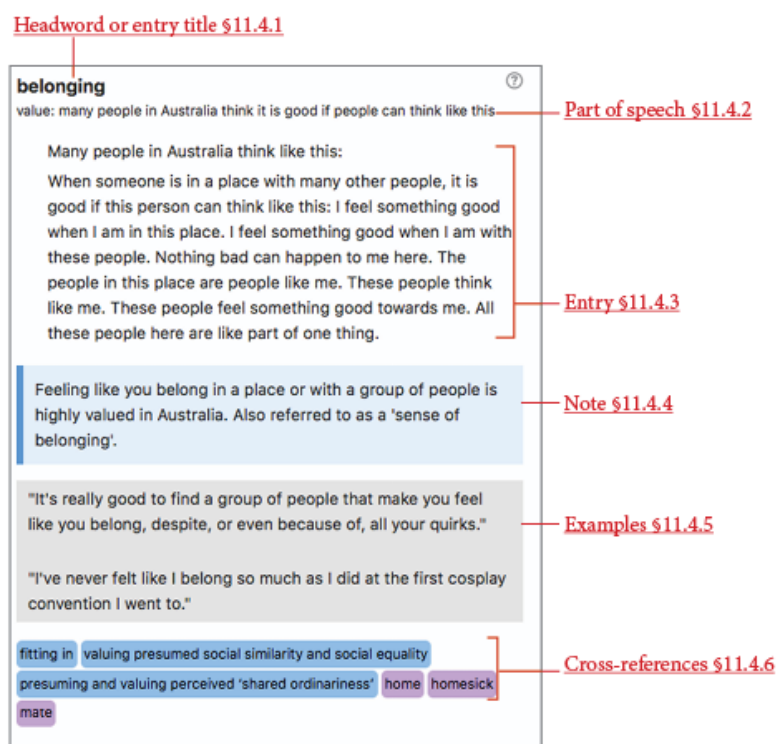 Headword or entry title §11.4.1
belonging
value: many people in Australia think it is good if people can think like this
Part of speech §11.4.2
Many people in Australia think like this:
When someone is in a place with many other people, it is
good if this person can think like this: I feel something good
when I am in this place. I feel something good when I am with
these people. Nothing bad can happen to me here. The
people in this place are people like me. These people think
like me. These people feel something good towards me. All
these people here are like part of one thing.
Entry §11.4.3
Feeling like you belong in a place or with a group of people is
highly valued in Australia. Also referred to as a 'sense of
belonging'.
Note §11.4.4
"It's really good to find a group of people that make you feel
like you belong, despite, or even because of, all your quirks."
"I've never felt like I belong so much as I did at the first cosplay
convention I went to."
Examples §11.4.5
fitting in valuing presumed social similarity and social equality
presuming and valuing perceived ‘shared ordinariness’ home homesick
mate
Cross-references §11.4.6